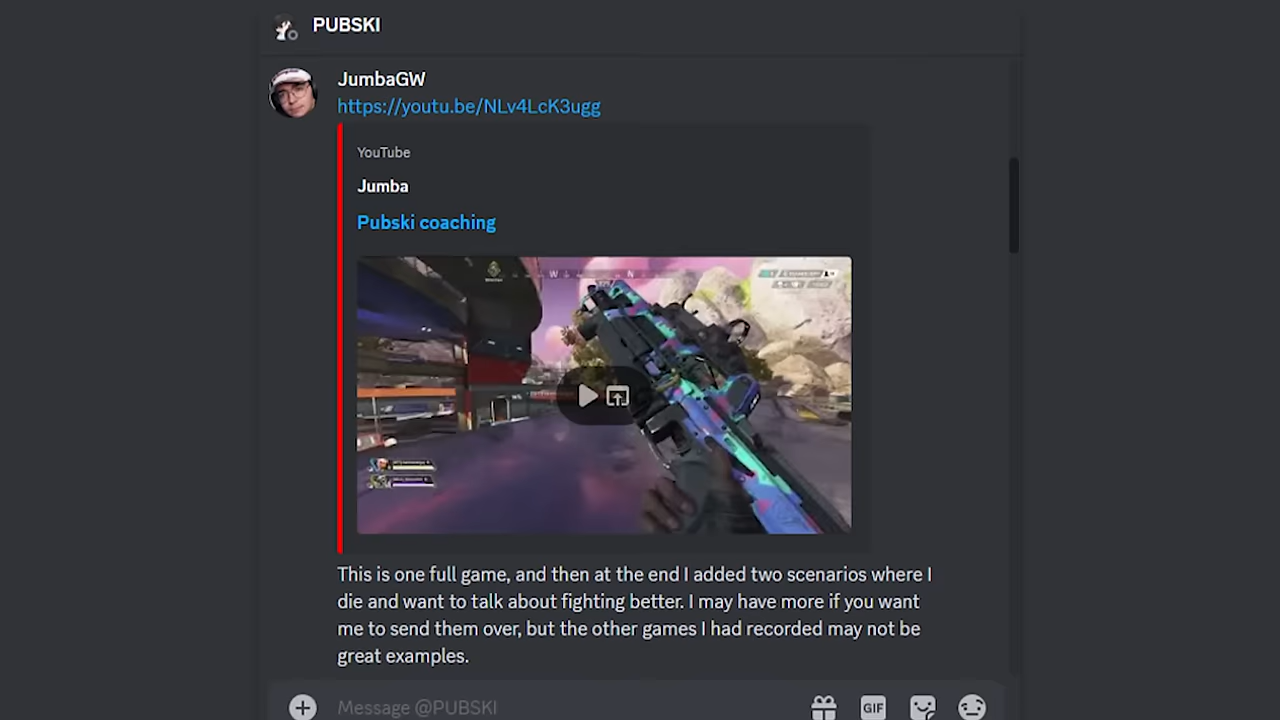 PUBSKI
JumbaGW
https://youtu.be/NLv4LcK3ugg
YouTube
Jumba
Pubski coaching
W
N
This is one full game, and then at the end I added two scenarios where I
die and want to talk about fighting better. I may have more if you want
me to send them over, but the other games I had recorded may not be
great examples.
Message @PUBSKI
GIF